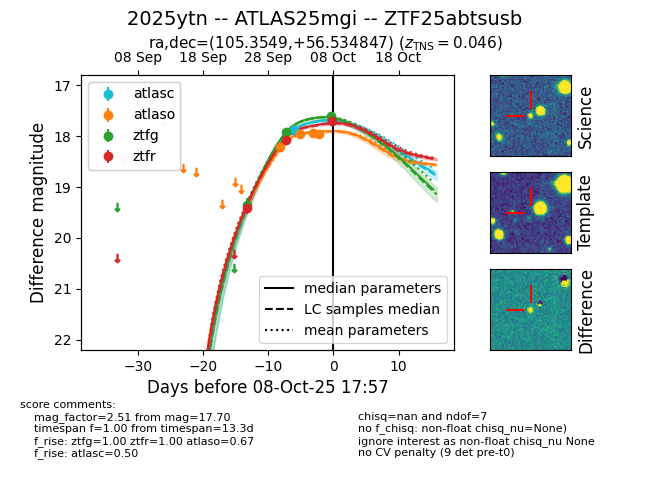 2025ytn -- ATLAS25mgi -- ZTF25abtsusb
ra,dec=(105.3549,+56.534847) (z_TNS = 0.046)
08 Sep 18 Sep 28 Sep 08 Oct 18 Oct
17
18
19
20
21
22
Difference magnitude
atlasc
atlaso
ztfg
ztfr
median parameters
LC samples median
mean parameters
−30 −20 −10 0 10
Days before 08-Oct-25 17:57
Science
Template
Difference
score comments:
mag_factor=2.51 from mag=17.70
timespan f=1.00 from timespan=13.3d
f_rise: ztfg=1.00 ztfr=1.00 atlaso=0.67
f_rise: atlasc=0.50
chisq=nan and ndof=7
no f_chisq: non-float chisq_nu=None)
ignore interest as non-float chisq_nu None
no CV penalty (9 det pre-t0)